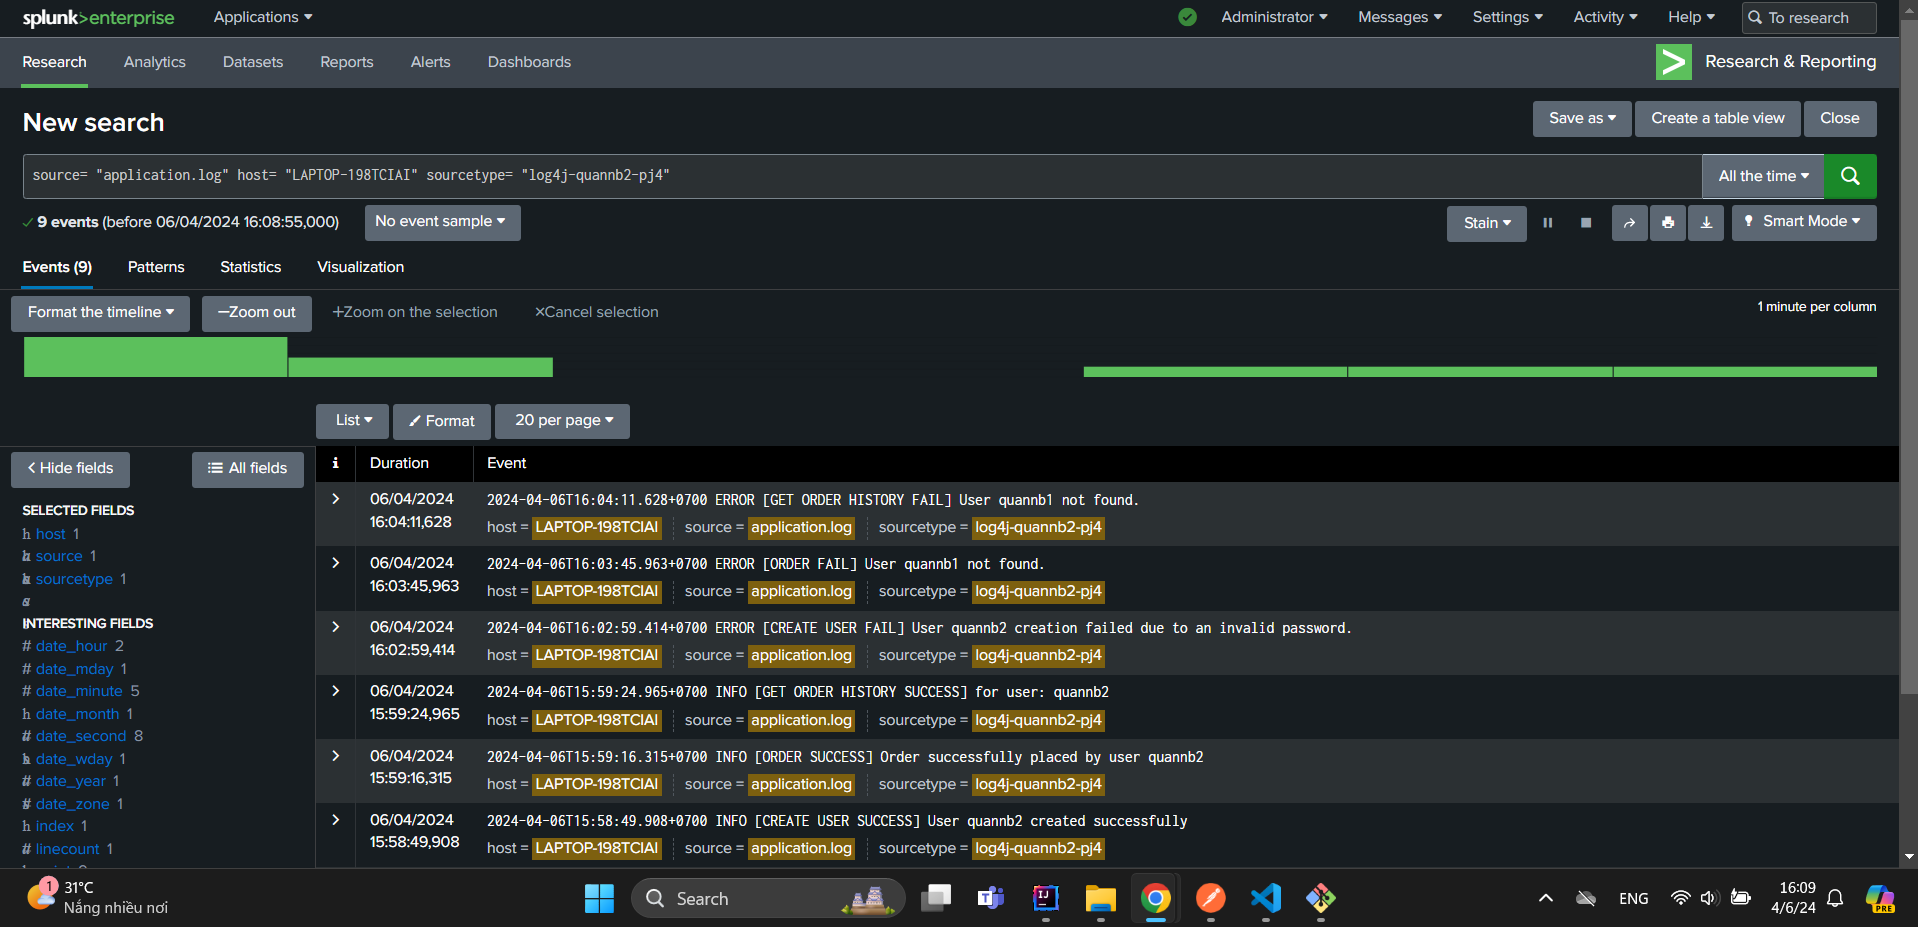 splunk>enterprise Applications Administrator Messages Settings Activity Help To research
Research Analytics Datasets Reports Alerts Dashboards Research & Reporting
New search Save as Create a table view Close
source= "application.log" host= "LAPTOP-198TCIAI" sourcetype= "log4j-quannb2-pj4" All the time
9 events (before 06/04/2024 16:08:55,000) No event sample Stain Smart Mode
Events (9) Patterns Statistics Visualization
Format the timeline —Zoom out +Zoom on the selection ×Cancel selection 1 minute per column
List Format 20 per page
Hide fields All fields
i Duration Event
SELECTED FIELDS
host 1
source 1
sourcetype 1
INTERESTING FIELDS
# date_hour 2
# date_mday 1
# date_minute 5
date_month 1
# date_second 8
date_wday 1
# date_year 1
date_zone 1
index 1
# linecount 1
06/04/2024 16:04:11,628
2024-04-06T16:04:11.628+0700 ERROR [GET ORDER HISTORY FAIL] User quannb1 not found.
host = LAPTOP-198TCIAI source = application.log sourcetype = log4j-quannb2-pj4
06/04/2024 16:03:45,963
2024-04-06T16:03:45.963+0700 ERROR [ORDER FAIL] User quannb1 not found.
host = LAPTOP-198TCIAI source = application.log sourcetype = log4j-quannb2-pj4
06/04/2024 16:02:59,414
2024-04-06T16:02:59.414+0700 ERROR [CREATE USER FAIL] User quannb2 creation failed due to an invalid password.
host = LAPTOP-198TCIAI source = application.log sourcetype = log4j-quannb2-pj4
06/04/2024 15:59:24,965
2024-04-06T15:59:24.965+0700 INFO [GET ORDER HISTORY SUCCESS] for user: quannb2
host = LAPTOP-198TCIAI source = application.log sourcetype = log4j-quannb2-pj4
06/04/2024 15:59:16,315
2024-04-06T15:59:16.315+0700 INFO [ORDER SUCCESS] Order successfully placed by user quannb2
host = LAPTOP-198TCIAI source = application.log sourcetype = log4j-quannb2-pj4
06/04/2024 15:58:49,908
2024-04-06T15:58:49.908+0700 INFO [CREATE USER SUCCESS] User quannb2 created successfully
host = LAPTOP-198TCIAI source = application.log sourcetype = log4j-quannb2-pj4
1 31°C
Nắng nhiều nơi
Search
ENG
16:09
4/6/24
PRE